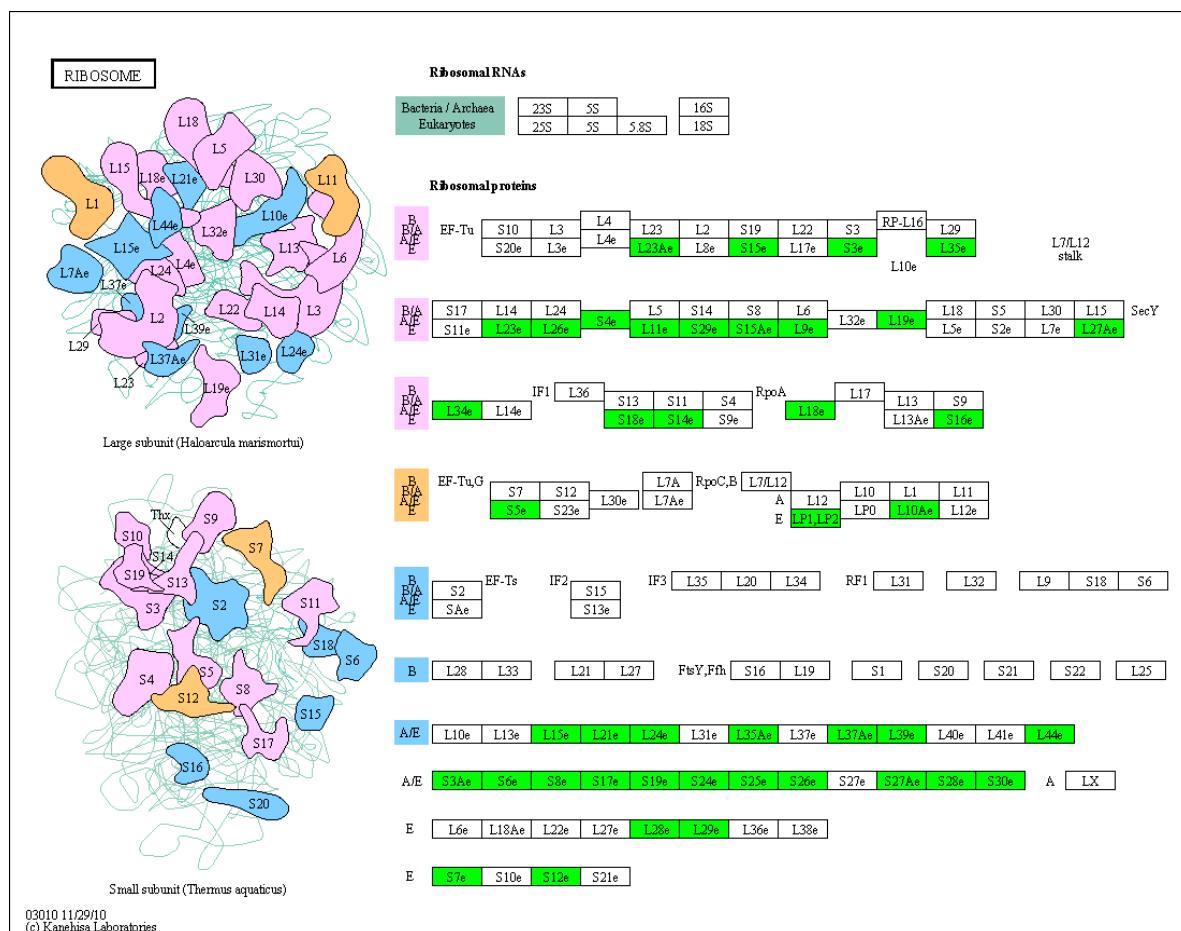 RIBOSOME
Ribosomal RNAs
Bacteria / Archaea 23S 5S 16S
Eukaryotes 25S 5S 5.8S 18S
L18
L5
L15
L18e
L21e
L30
L11
L1
L44e
L10e
L32e
L15e
L13
L6
L7Ae
L24
L4e
L37e
L22
L14
L3
L2
L39e
L29
L37Ae
L31e
L24e
L23
L19e
Large subunit (Haloarcula marismortui)
Ribosomal proteins
B
B/A
A/E
E
EF-Tu S10 L3 L4 L23 L2 S19 L22 S3 RP-L16 L29
S20e L3e L4e L23Ae L8e S15e L17e S3e L10e L35e
L7/L12
stalk
B/A
A/E
E
S17 L14 L24 L5 S14 S8 L6 L18 S5 L30 L15 SecY
S11e L23e L26e S4e L11e S29e S15Ae L9e L32e L19e L5e S2e L7e L27Ae
B
B/A
A/E
E
IF1 L36 RpoA L17
S13 S11 S4 L13 S9
L34e L14e S18e S14e S9e L18e L13Ae S16e
B
B/A
A/E
E
EF-Tu,G L7A RpoC,B L7/L12
S7 S12 L30e L7Ae A L12 L10 L1 L11
S5e S23e E LP1,LP2 LP0 L10Ae L12e
B
B/A
A/E
E
S2 EF-Ts IF2 S15 IF3 L35 L20 L34 RF1 L31 L32 L9 S18 S6
SAe S13e
B L28 L33 L21 L27 FtsY,Ffh S16 L19 S1 S20 S21 S22 L25
A/E L10e L13e L15e L21e L24e L31e L35Ae L37e L37Ae L39e L40e L41e L44e
A/E S3Ae S6e S8e S17e S19e S24e S25e S26e S27e S27Ae S28e S30e A LX
E L6e L18Ae L22e L27e L28e L29e L36e L38e
E S7e S10e S12e S21e
S9
Thx
S10
S7
S14
S19
S13
S2
S11
S3
S18
S6
S4
S5
S8
S12
S15
S17
S16
S20
Small subunit (Thermus aquaticus)
03010 11/29/10
(c) Kanehisa Laboratories